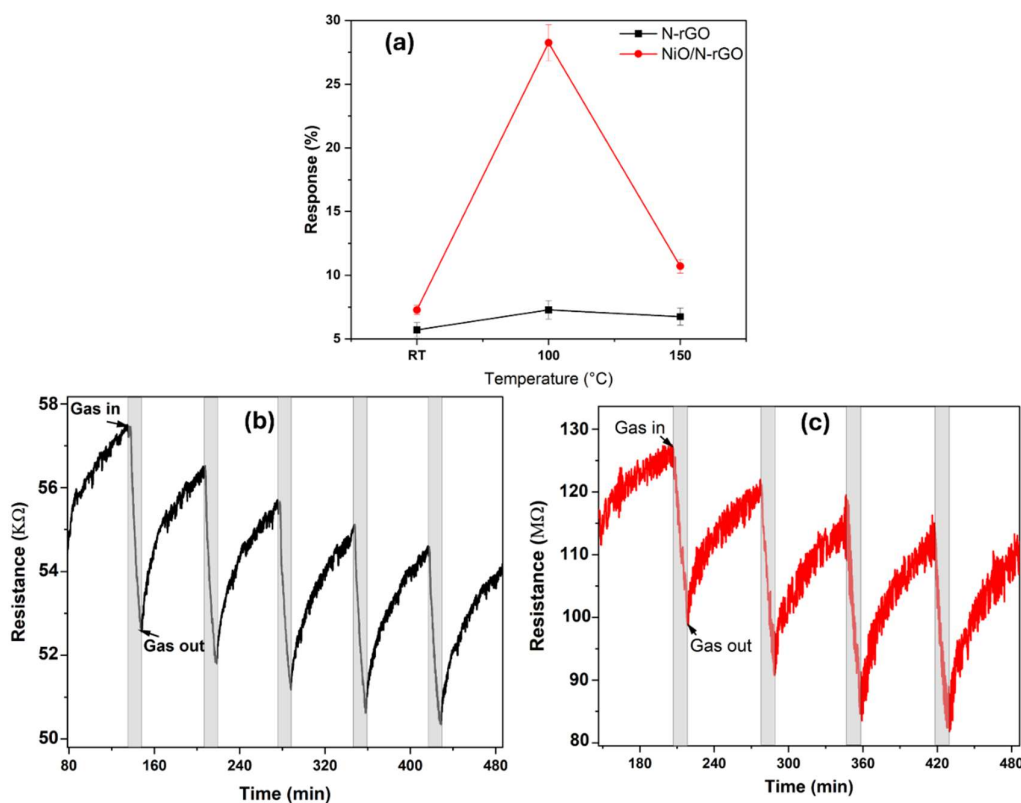 (a)
N-rGO
NiO/N-rGO
30
25
20
15
10
5
Response (%)
RT
100
150
Temperature (°C)
(b)
Gas in
Gas out
58
56
54
52
50
Resistance (KΩ)
80
160
240
320
400
480
Time (min)
(c)
Gas in
Gas out
130
120
110
100
90
80
Resistance (MΩ)
180
240
300
360
420
480
Time (min)